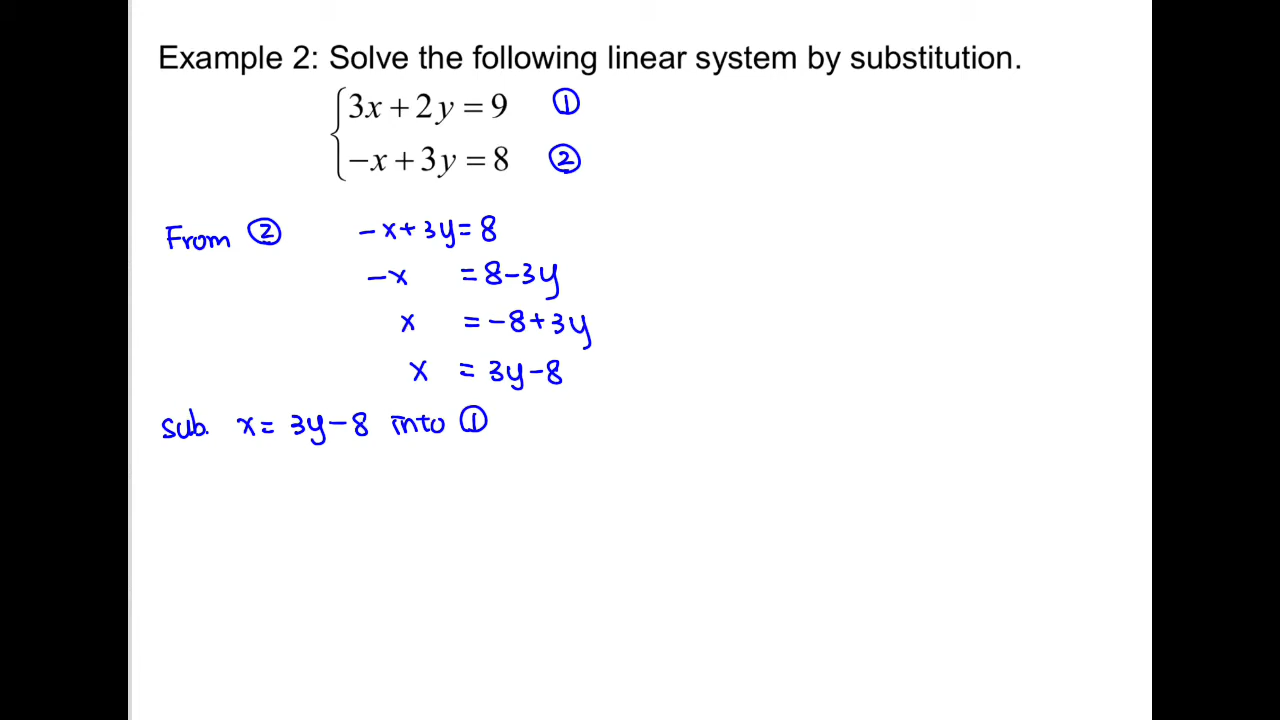 Example 2: Solve the following linear system by substitution.
3x + 2y = 9 ①
−x + 3y = 8 ②
From ② −x + 3y = 8
−x = 8 − 3y
x = −8 + 3y
x = 3y − 8
sub. x = 3y − 8 into ①